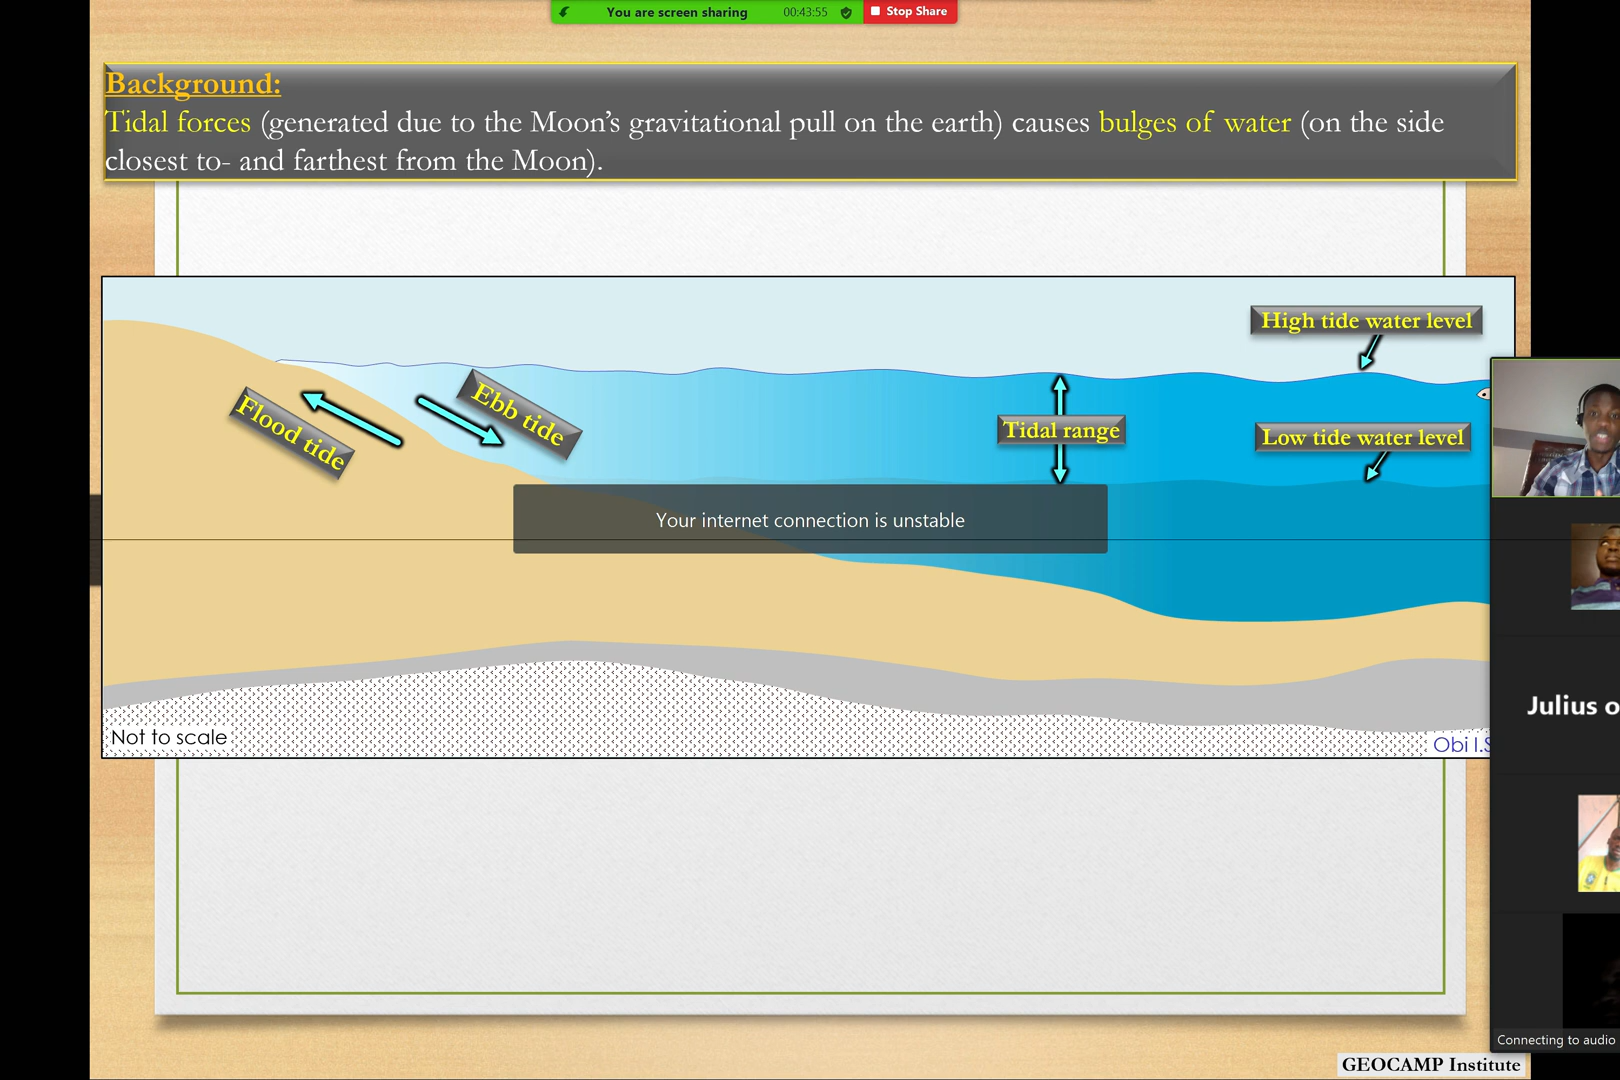 You are screen sharing 00:43:55 Stop Share
Background:
Tidal forces (generated due to the Moon’s gravitational pull on the earth) causes bulges of water (on the side
closest to- and farthest from the Moon).
High tide water level
Flood tide
Ebb tide
Tidal range
Low tide water level
Your internet connection is unstable
Julius o
Not to scale
Obi I.S
Connecting to audio
GEOCAMP Institute